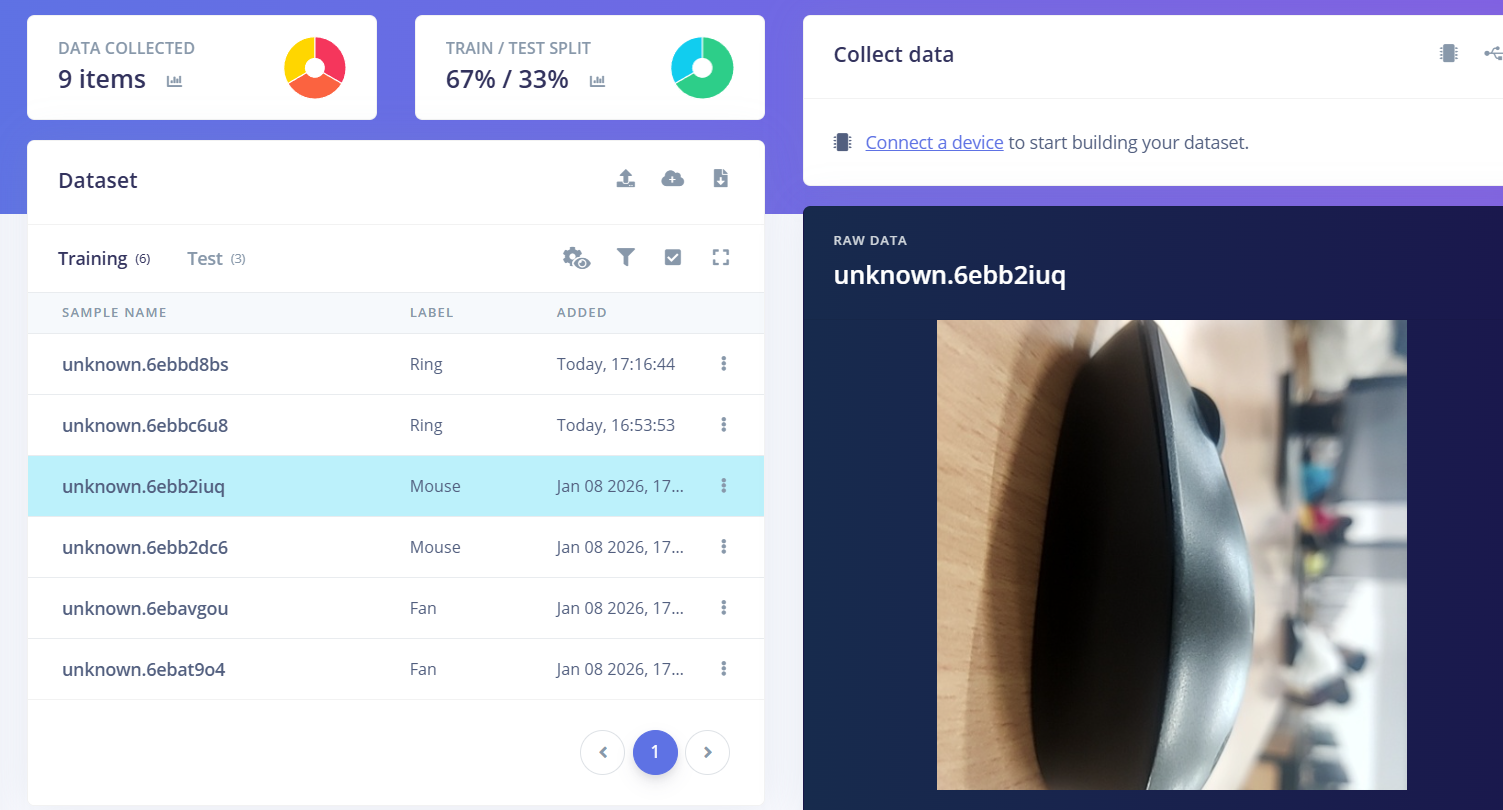 DATA COLLECTED
9 items
TRAIN / TEST SPLIT
67% / 33%
Collect data
Connect a device to start building your dataset.
Dataset
Training (6) Test (3)
SAMPLE NAME LABEL ADDED
unknown.6ebbd8bs Ring Today, 17:16:44
unknown.6ebbc6u8 Ring Today, 16:53:53
unknown.6ebb2iuq Mouse Jan 08 2026, 17...
unknown.6ebb2dc6 Mouse Jan 08 2026, 17...
unknown.6ebavgou Fan Jan 08 2026, 17...
unknown.6ebat9o4 Fan Jan 08 2026, 17...
1
RAW DATA
unknown.6ebb2iuq